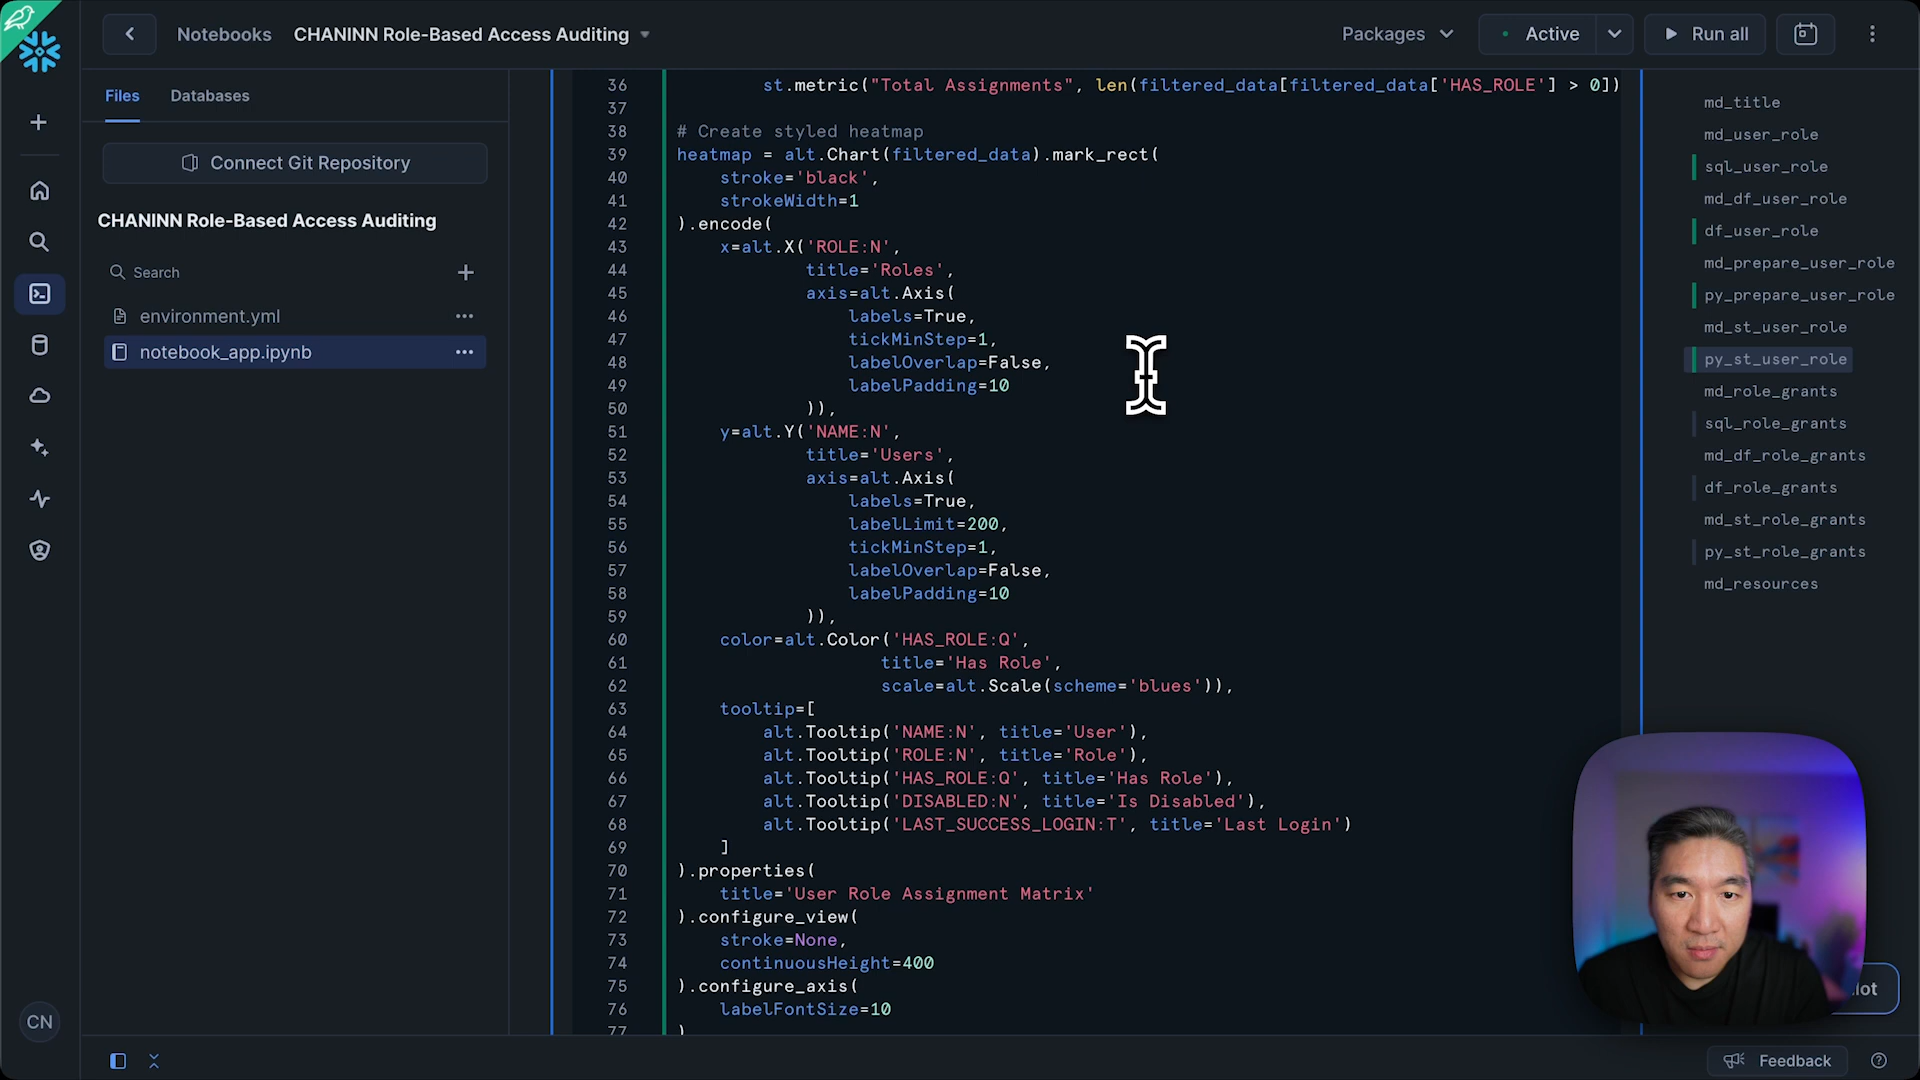 Notebooks
CHANINN Role-Based Access Auditing
Packages
Active
Run all
Files
Databases
Connect Git Repository
CHANINN Role-Based Access Auditing
Search
environment.yml
notebook_app.ipynb
CN
36 st.metric("Total Assignments", len(filtered_data[filtered_data['HAS_ROLE'] > 0])
37
38 # Create styled heatmap
39 heatmap = alt.Chart(filtered_data).mark_rect(
40 stroke='black',
41 strokeWidth=1
42 ).encode(
43 x=alt.X('ROLE:N',
44 title='Roles',
45 axis=alt.Axis(
46 labels=True,
47 tickMinStep=1,
48 labelOverlap=False,
49 labelPadding=10
50 )),
51 y=alt.Y('NAME:N',
52 title='Users',
53 axis=alt.Axis(
54 labels=True,
55 labelLimit=200,
56 tickMinStep=1,
57 labelOverlap=False,
58 labelPadding=10
59 )),
60 color=alt.Color('HAS_ROLE:Q',
61 title='Has Role',
62 scale=alt.Scale(scheme='blues')),
63 tooltip=[
64 alt.Tooltip('NAME:N', title='User'),
65 alt.Tooltip('ROLE:N', title='Role'),
66 alt.Tooltip('HAS_ROLE:Q', title='Has Role'),
67 alt.Tooltip('DISABLED:N', title='Is Disabled'),
68 alt.Tooltip('LAST_SUCCESS_LOGIN:T', title='Last Login')
69 ]
70 ).properties(
71 title='User Role Assignment Matrix'
72 ).configure_view(
73 stroke=None,
74 continuousHeight=400
75 ).configure_axis(
76 labelFontSize=10
77 )
md_title
md_user_role
sql_user_role
md_df_user_role
df_user_role
md_prepare_user_role
py_prepare_user_role
md_st_user_role
py_st_user_role
md_role_grants
sql_role_grants
md_df_role_grants
df_role_grants
md_st_role_grants
py_st_role_grants
md_resources
Feedback